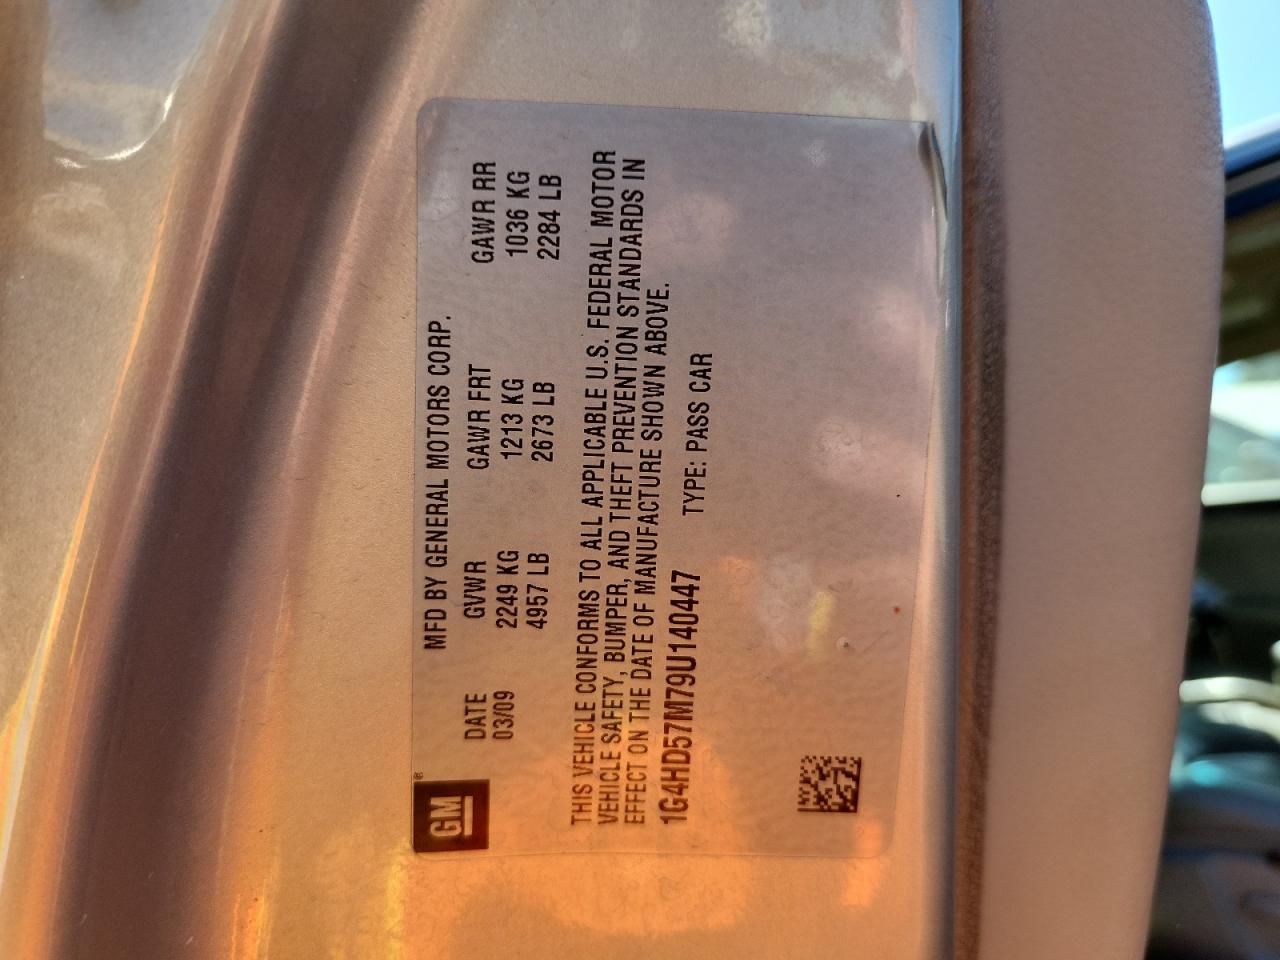 GM®
MFD BY GENERAL MOTORS CORP.
DATE GVWR GAWR FRT GAWR RR
03/09 2249 KG 1213 KG 1036 KG
4957 LB 2673 LB 2284 LB
THIS VEHICLE CONFORMS TO ALL APPLICABLE U.S. FEDERAL MOTOR
VEHICLE SAFETY, BUMPER, AND THEFT PREVENTION STANDARDS IN
EFFECT ON THE DATE OF MANUFACTURE SHOWN ABOVE.
1G4HD57M79U140447 TYPE: PASS CAR